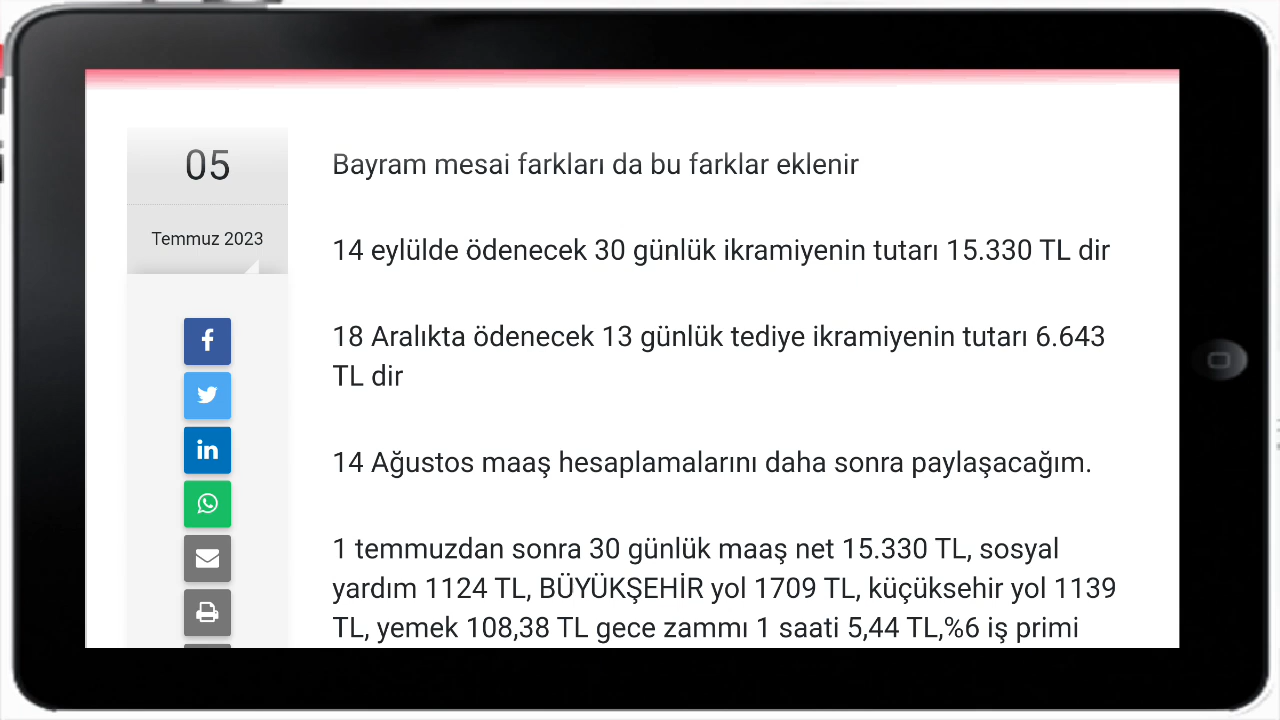 05
Temmuz 2023
Bayram mesai farkları da bu farklar eklenir
14 eylülde ödenecek 30 günlük ikramiyenin tutarı 15.330 TL dir
18 Aralıkta ödenecek 13 günlük tediye ikramiyenin tutarı 6.643
TL dir
14 Ağustos maaş hesaplamalarını daha sonra paylaşacağım.
1 temmuzdan sonra 30 günlük maaş net 15.330 TL, sosyal
yardım 1124 TL, BÜYÜKŞEHİR yol 1709 TL, küçüksehir yol 1139
TL, yemek 108,38 TL gece zammı 1 saati 5,44 TL,%6 iş primi